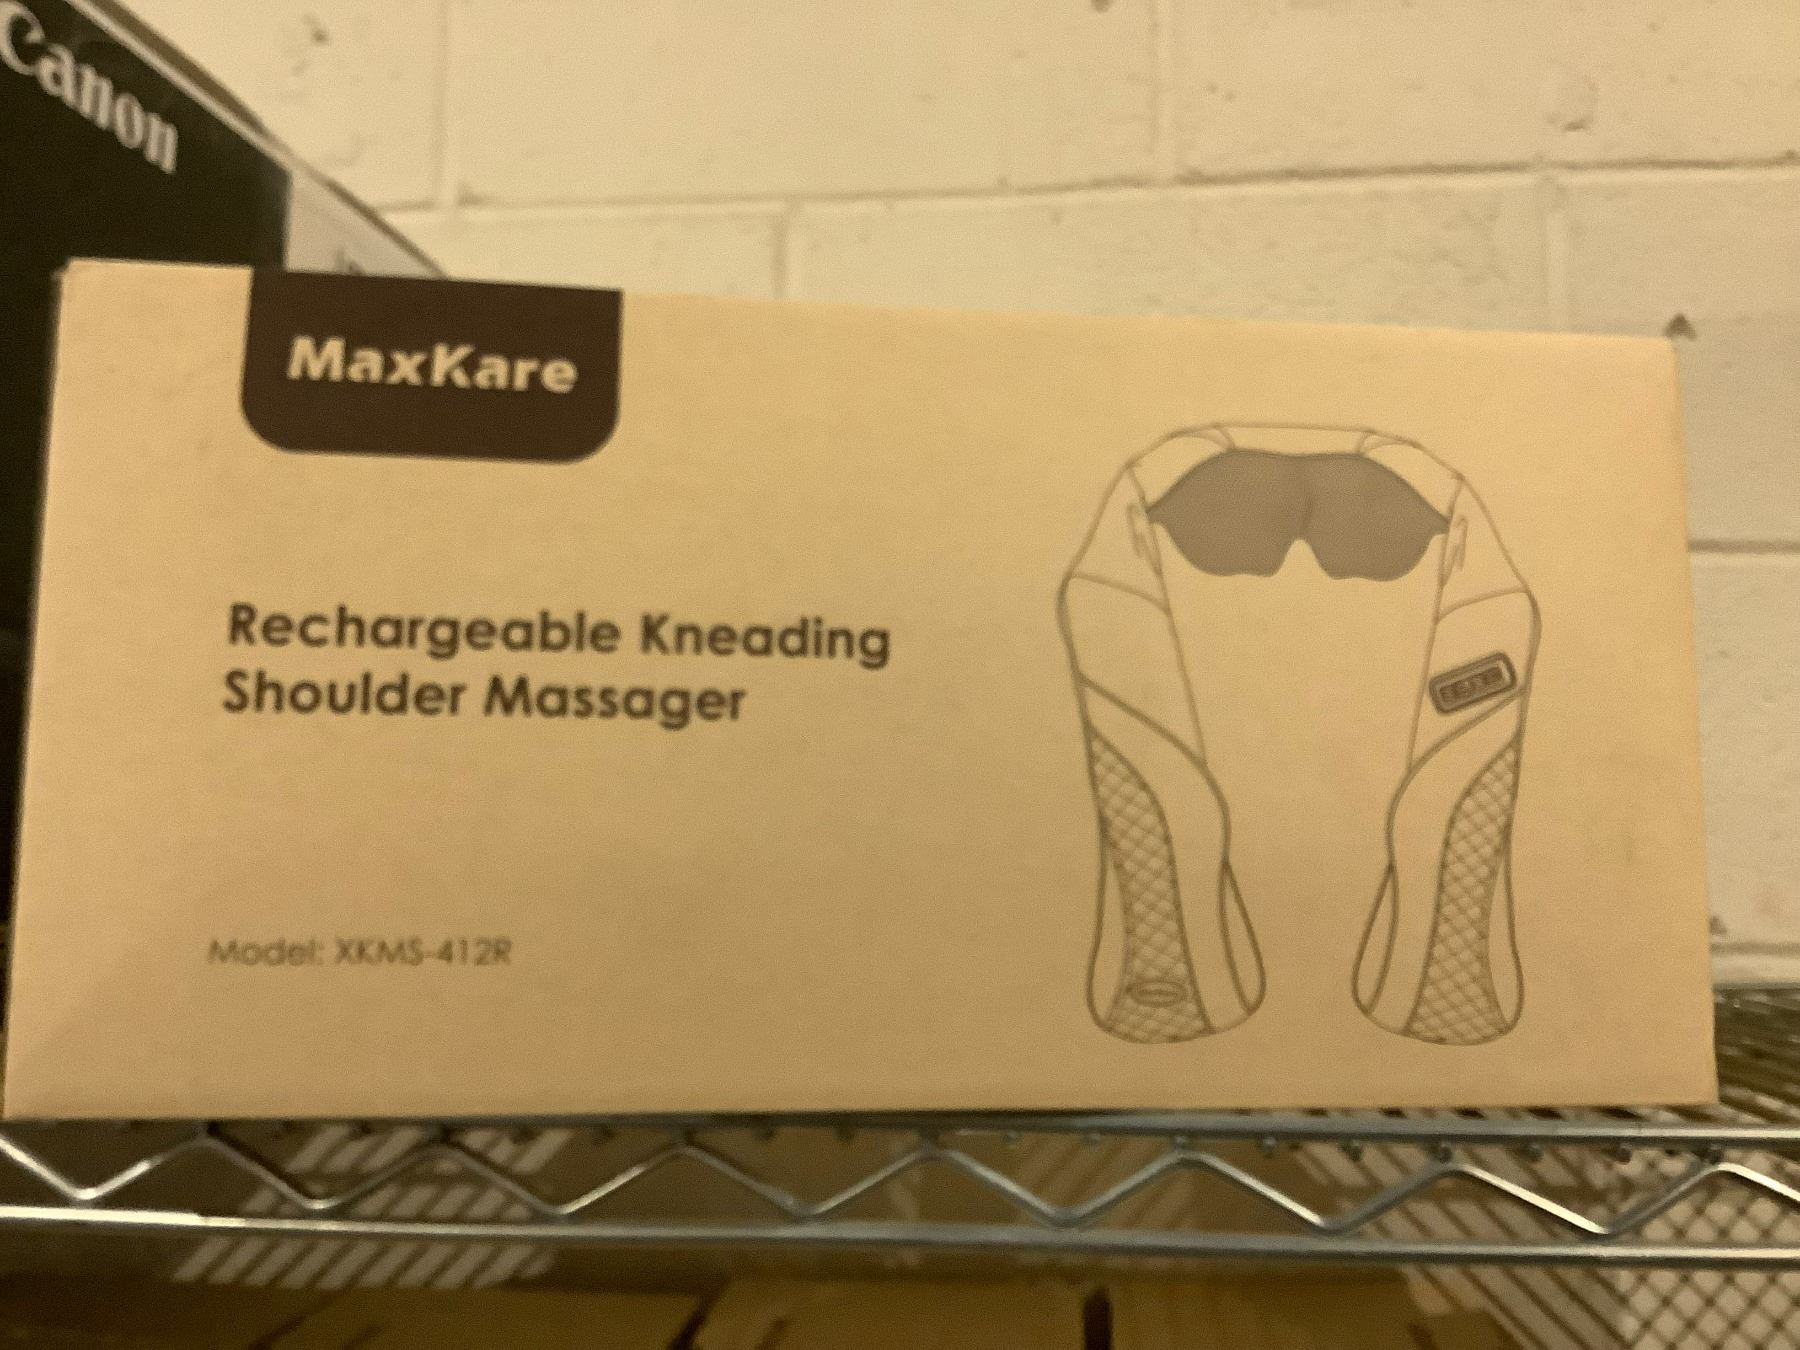 Canon
MaxKare
Rechargeable Kneading
Shoulder Massager
Model: XKMS-412R